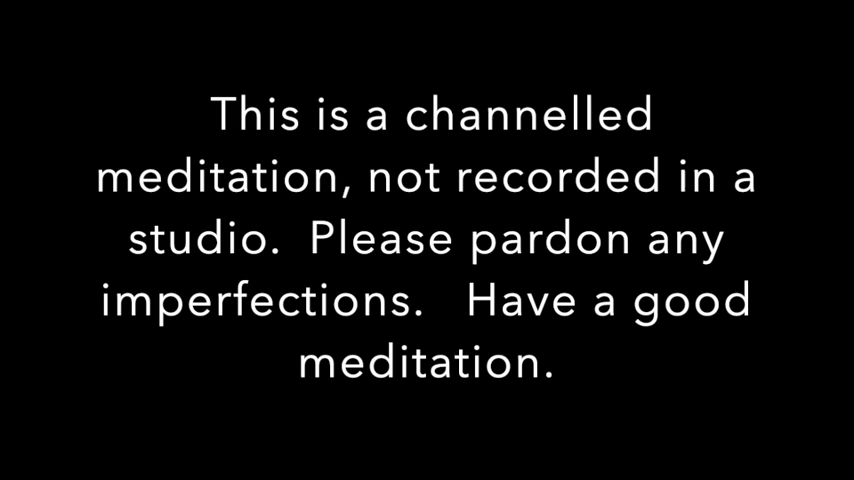 This is a channelled
meditation, not recorded in a
studio.  Please pardon any
imperfections.   Have a good
meditation.